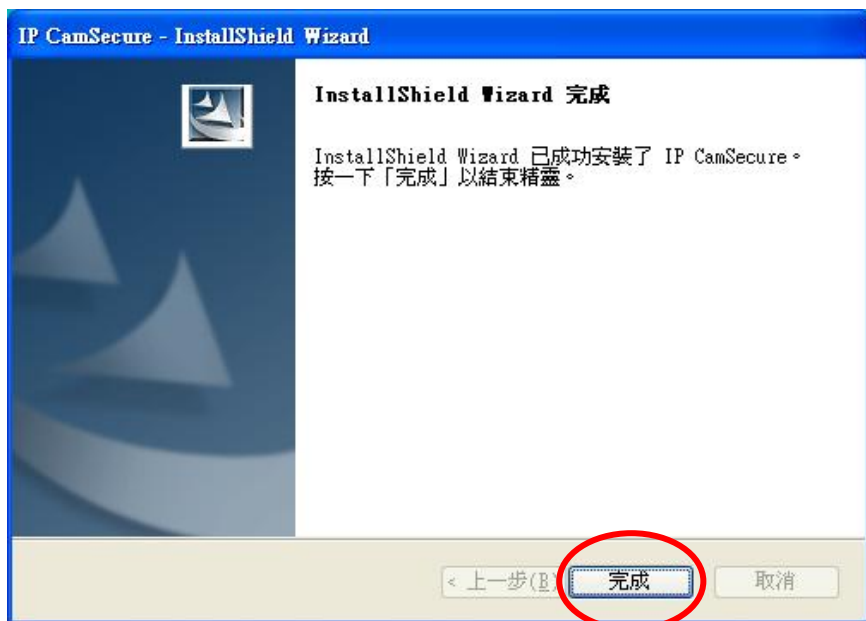 IP CamSecure - InstallShield Wizard
InstallShield Wizard 完成
InstallShield Wizard 已成功安裝了 IP CamSecure。
按一下「完成」以結束精靈。
< 上一步(B)
完成
取消